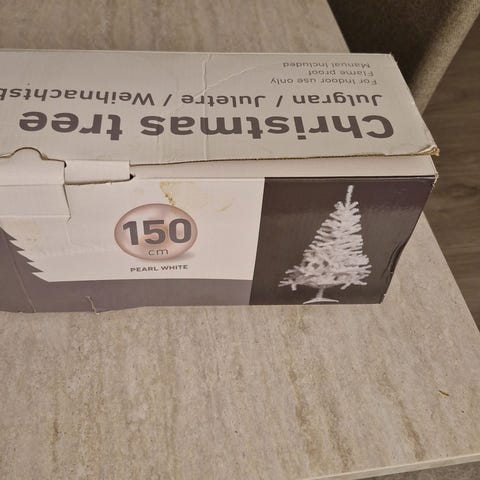 Christmas tree
Julgran / Juletre / Weihnachtsb
For Indoor use only
Flame proof
Manual included
150
cm
PEARL WHITE